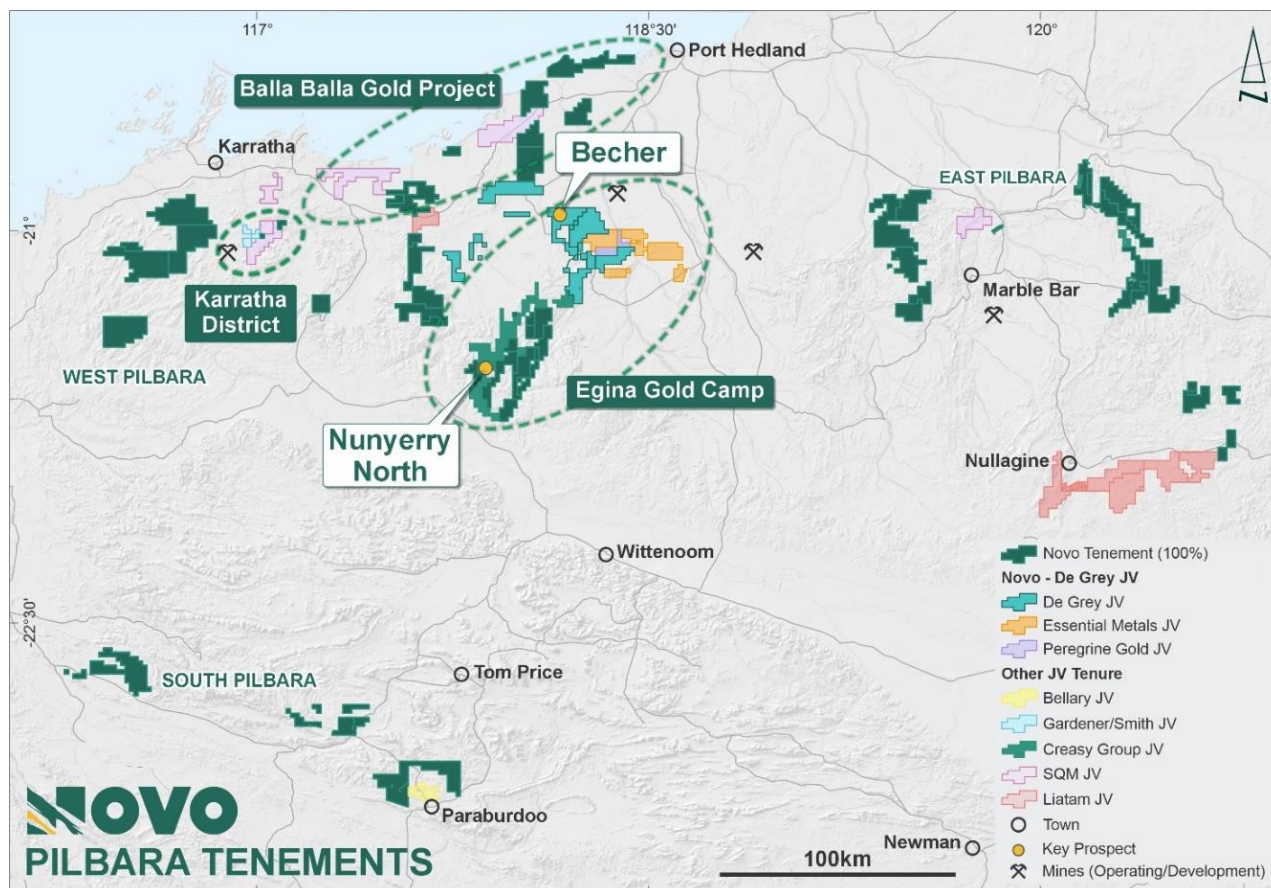 117°
118°30'
120°
Port Hedland
Balla Balla Gold Project
Karratha
Becher
EAST PILBARA
-21°
Marble Bar
Karratha
District
WEST PILBARA
Egina Gold Camp
Nunyerry
North
Nullagine
Wittenoom
-22°30'
SOUTH PILBARA
Tom Price
Paraburdoo
Newman
100km
Z
Novo Tenement (100%)
Novo - De Grey JV
De Grey JV
Essential Metals JV
Peregrine Gold JV
Other JV Tenure
Bellary JV
Gardener/Smith JV
Creasy Group JV
SQM JV
Liatam JV
Town
Key Prospect
Mines (Operating/Development)
NOVO
PILBARA TENEMENTS